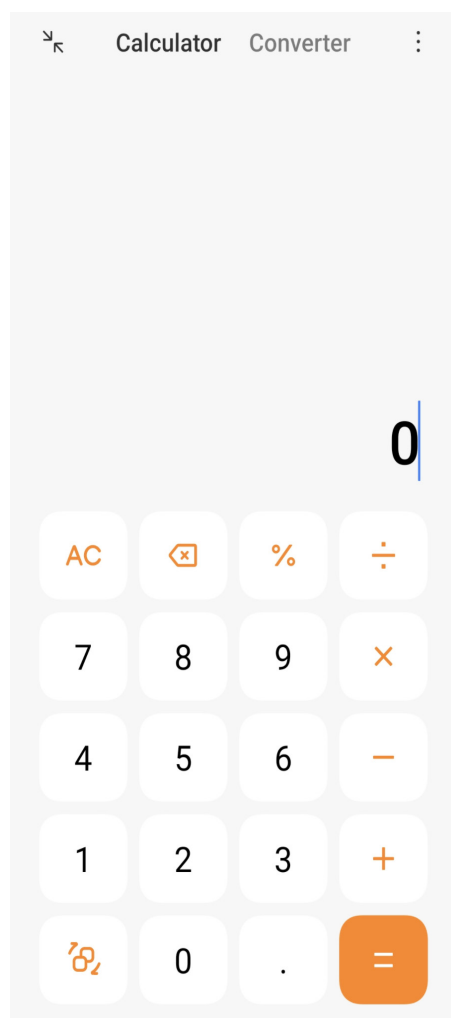 Calculator Converter
0
AC % ÷
7 8 9 ×
4 5 6 −
1 2 3 +
0 . =